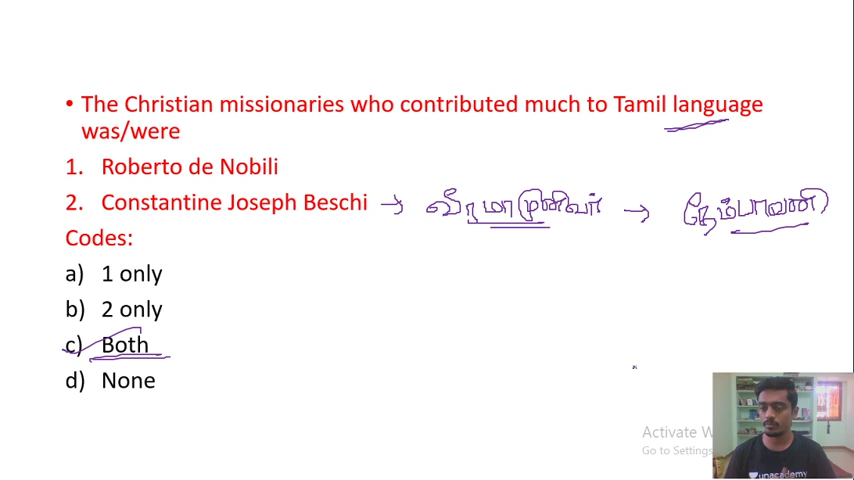 • The Christian missionaries who contributed much to Tamil language
was/were
1. Roberto de Nobili
2. Constantine Joseph Beschi → வீரமாமுனிவர் → தேம்பாவணி
Codes:
a) 1 only
b) 2 only
c) Both
d) None
Activate W
Go to Settings
unacademy